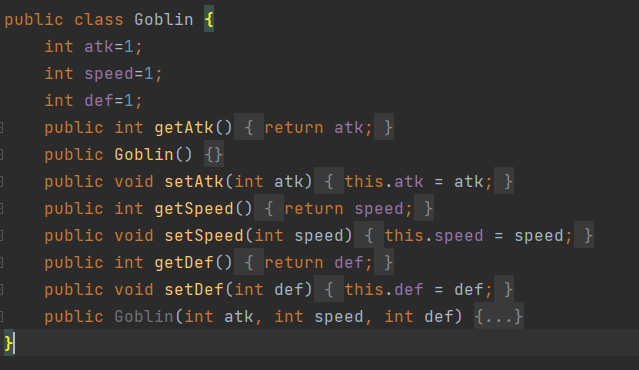 public class Goblin {
    int atk=1;
    int speed=1;
    int def=1;
    public int getAtk() { return atk; }
    public Goblin() {}
    public void setAtk(int atk) { this.atk = atk; }
    public int getSpeed() { return speed; }
    public void setSpeed(int speed) { this.speed = speed; }
    public int getDef() { return def; }
    public void setDef(int def) { this.def = def; }
    public Goblin(int atk, int speed, int def) {...}
}